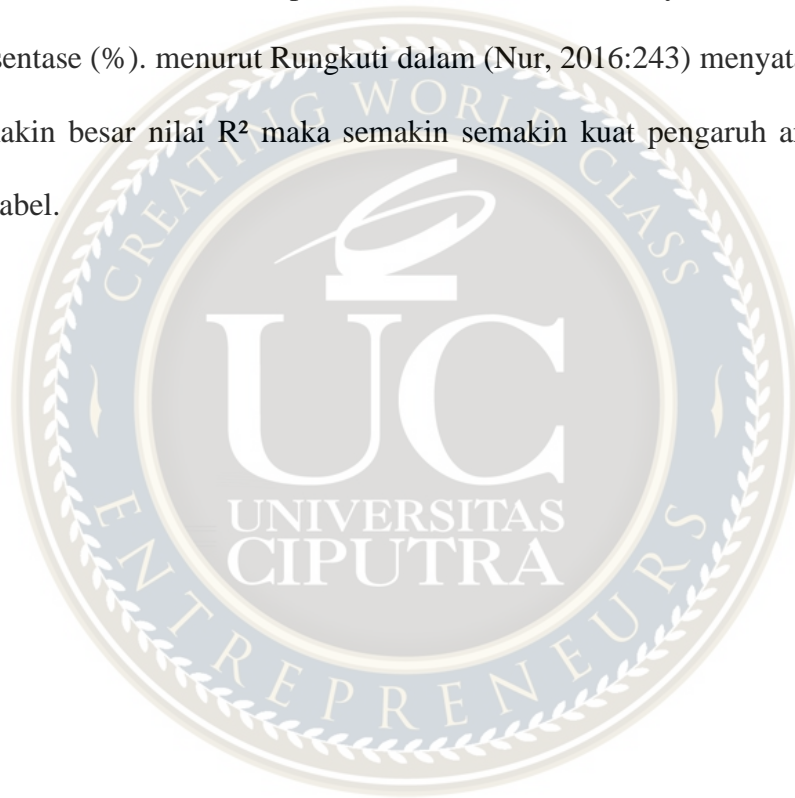 sentase (%). menurut Rungkuti dalam (Nur, 2016:243) menyat
akin besar nilai R² maka semakin semakin kuat pengaruh a
abel.
CREATING WORLD CLASS
UC
UNIVERSITAS
CIPUTRA
ENTREPRENEURS